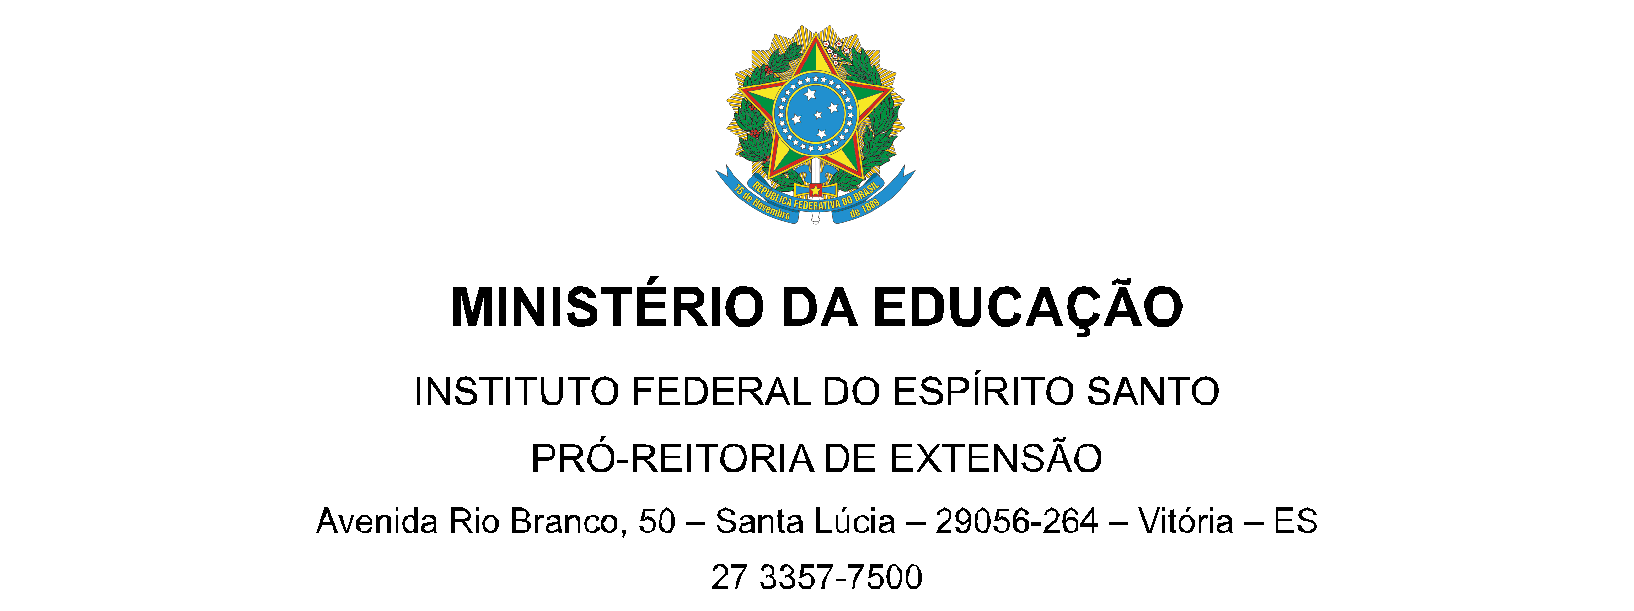 REPÚBLICA FEDERATIVA DO BRASIL
15 de Novembro de 1889
MINISTÉRIO DA EDUCAÇÃO
INSTITUTO FEDERAL DO ESPÍRITO SANTO
PRÓ-REITORIA DE EXTENSÃO
Avenida Rio Branco, 50 – Santa Lúcia – 29056-264 – Vitória – ES
27 3357-7500